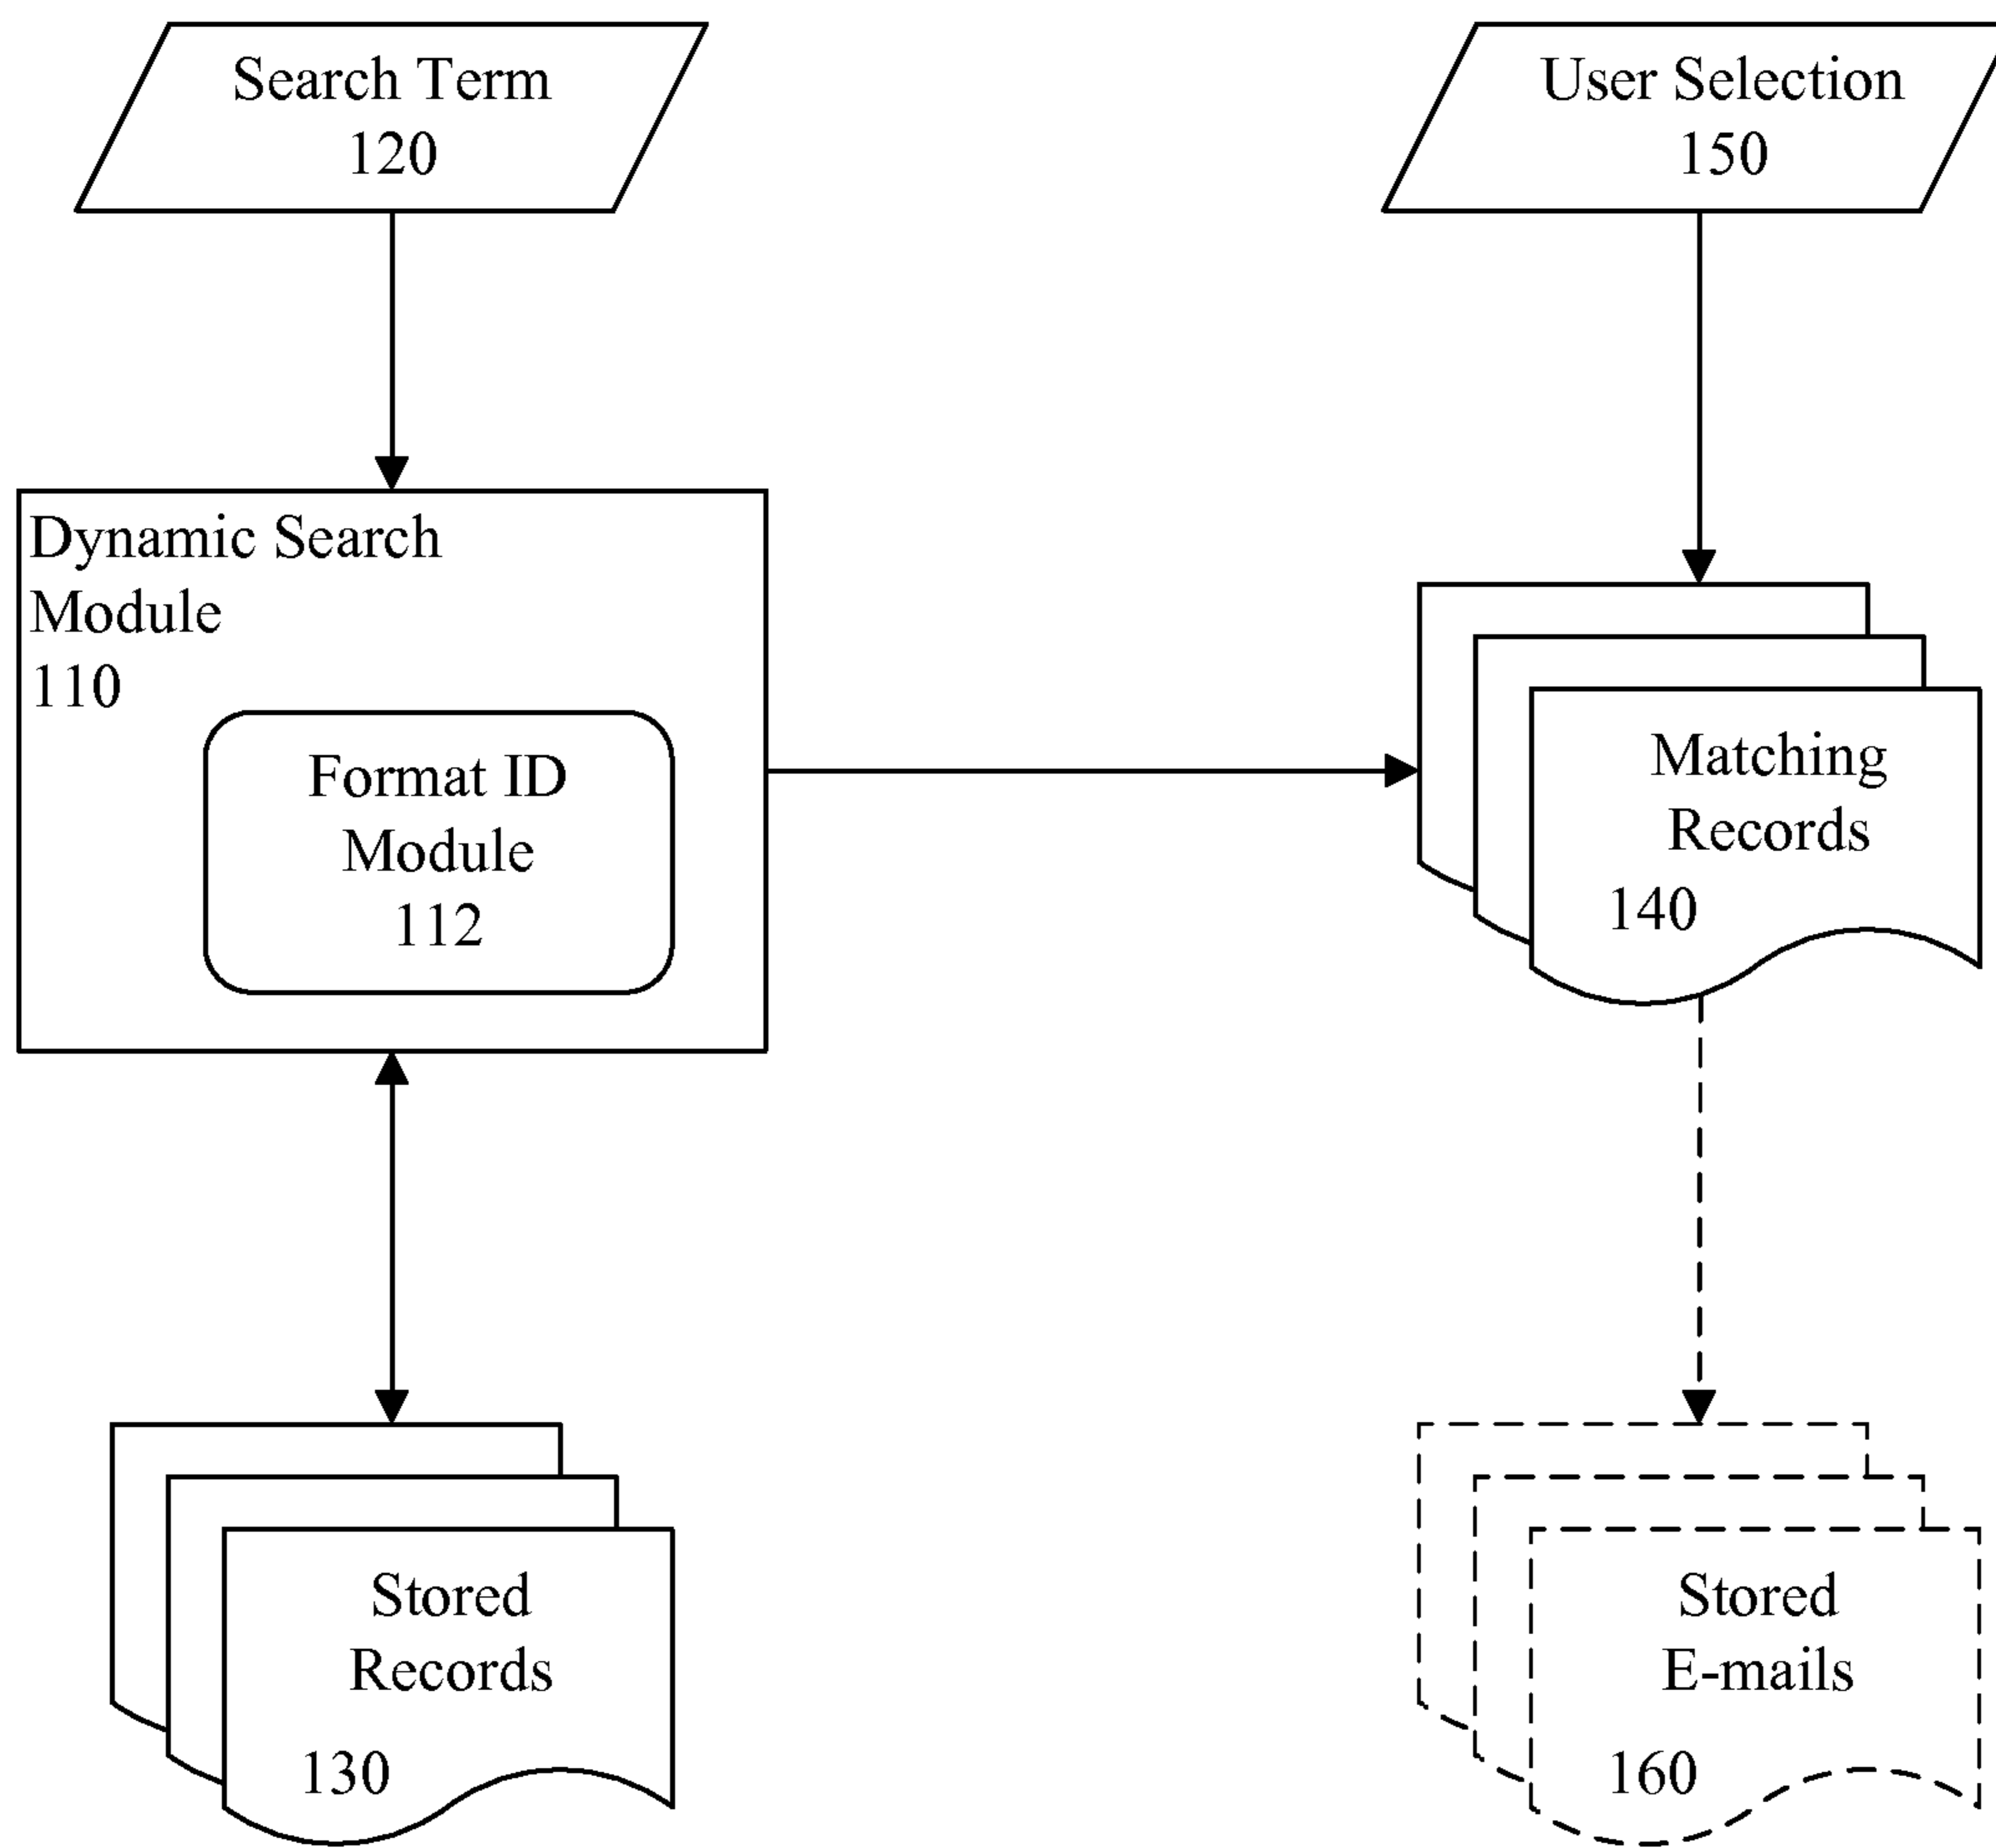 Search Term
120
User Selection
150
Dynamic Search
Module
110
Format ID
Module
112
Matching
Records
140
Stored
Records
130
Stored
E-mails
160